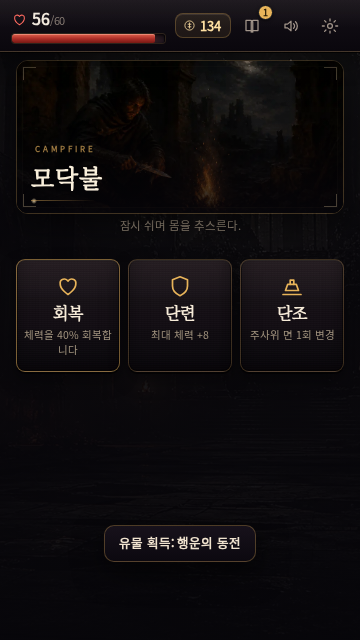 56/60
134
1
CAMPFIRE
모닥불
잠시 쉬며 몸을 추스른다.
회복
체력을 40% 회복합
니다
단련
최대 체력 +8
단조
주사위 면 1회 변경
유물 획득: 행운의 동전